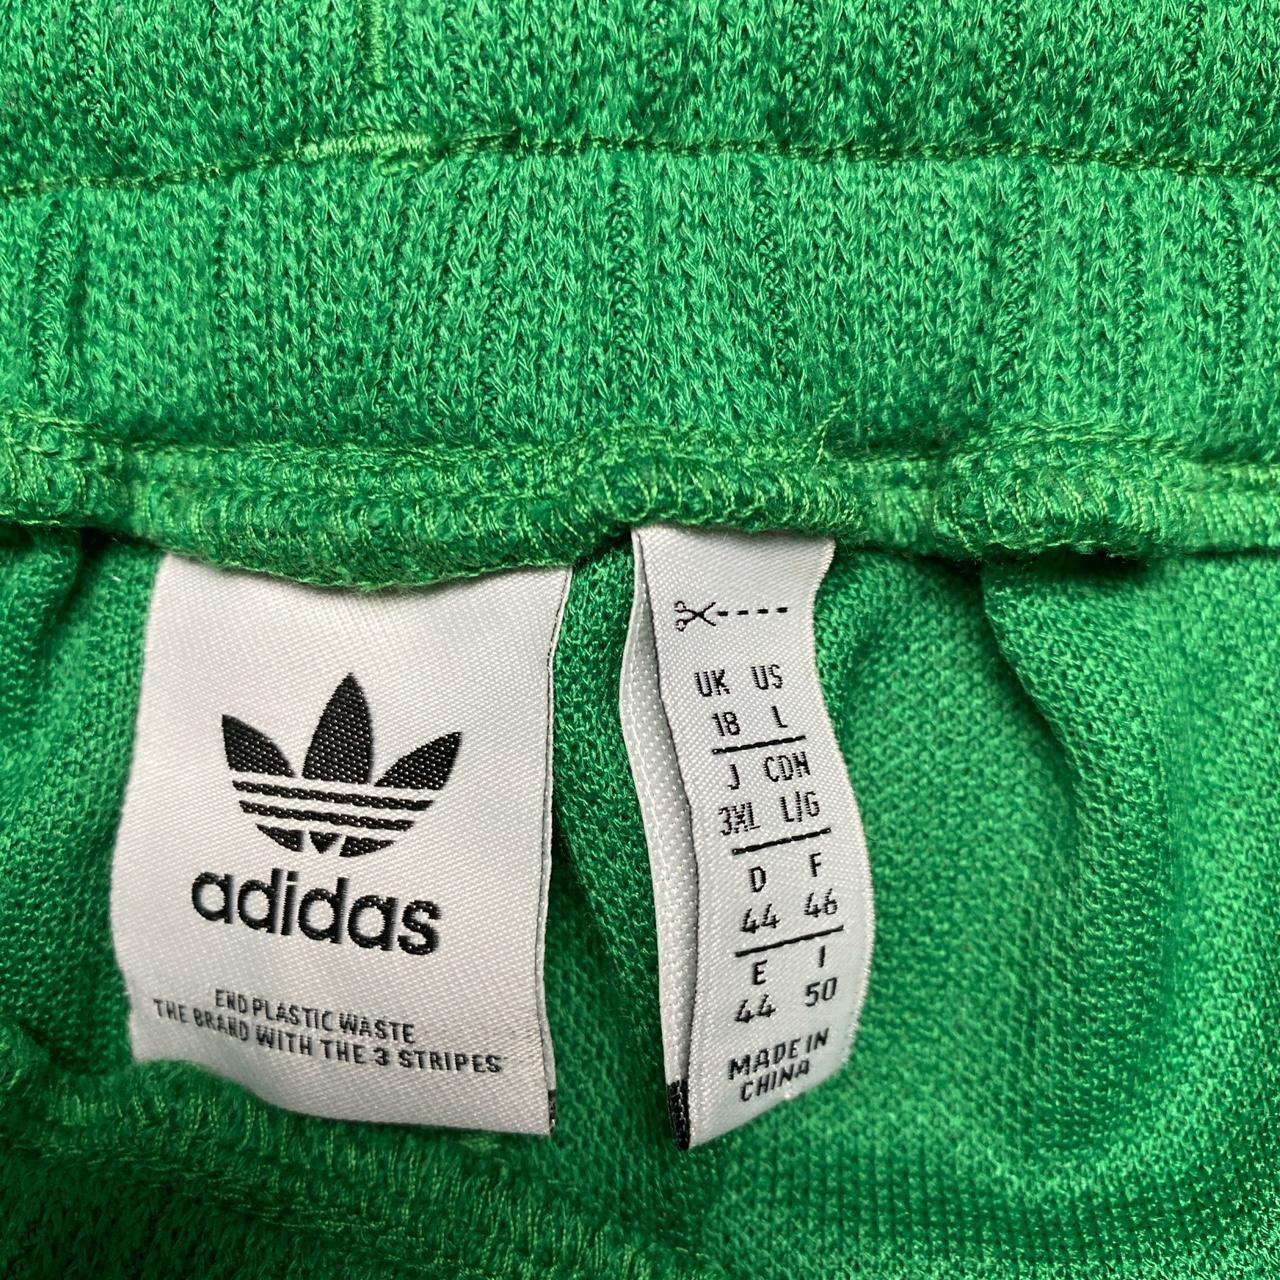 adidas
END PLASTIC WASTE
THE BRAND WITH THE 3 STRIPES
UK US
18 L
J CDN
3XL L/G
D F
44 46
E I
44 50
MADE IN
CHINA